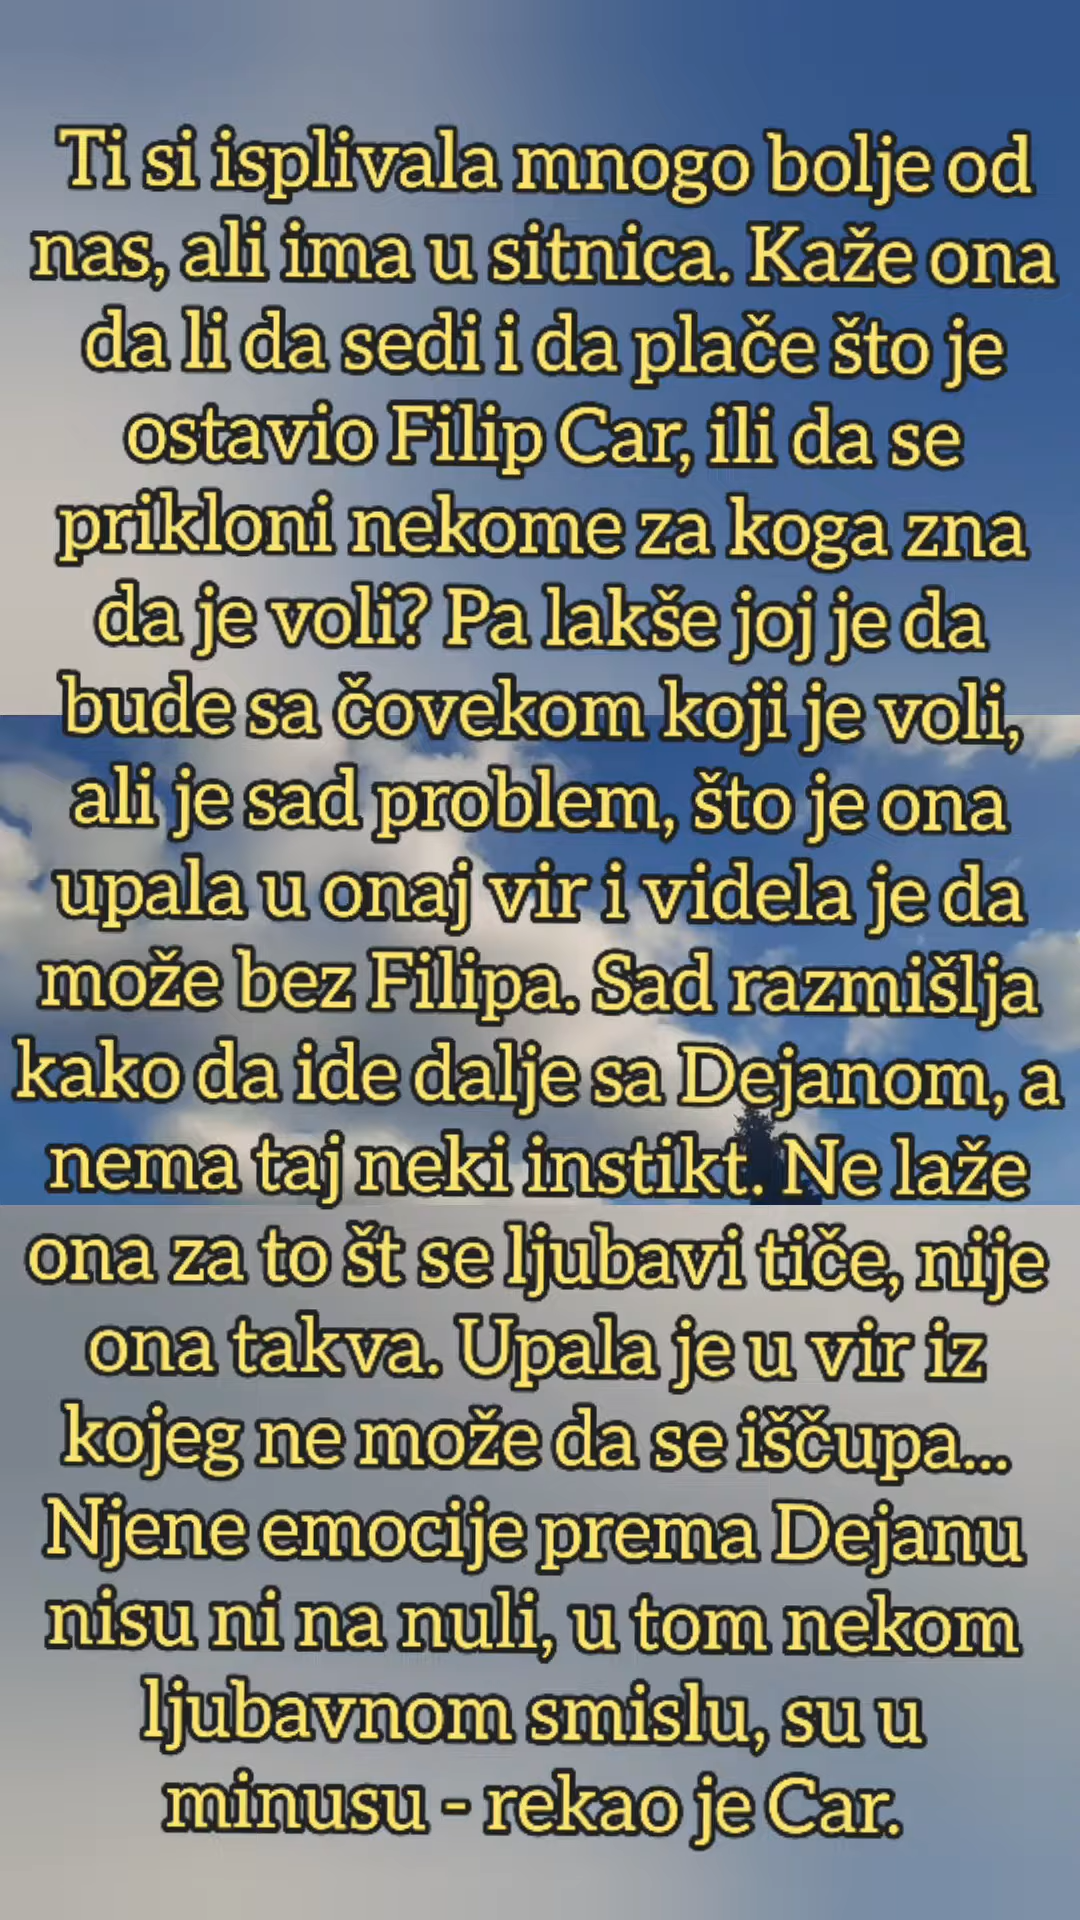 Ti si isplivala mnogo bolje od
nas, ali ima u sitnica. Kaže ona
da li da sedi i da plače što je
ostavio Filip Car, ili da se
prikloni nekome za koga zna
da je voli? Pa lakše joj je da
bude sa čovekom koji je voli,
ali je sad problem, što je ona
upala u onaj vir i videla je da
može bez Filipa. Sad razmišlja
kako da ide dalje sa Dejanom, a
nema taj neki instikt. Ne laže
ona za to št se ljubavi tiče, nije
ona takva. Upala je u vir iz
kojeg ne može da se iščupa...
Njene emocije prema Dejanu
nisu ni na nuli, u tom nekom
ljubavnom smislu, su u
minusu - rekao je Car.